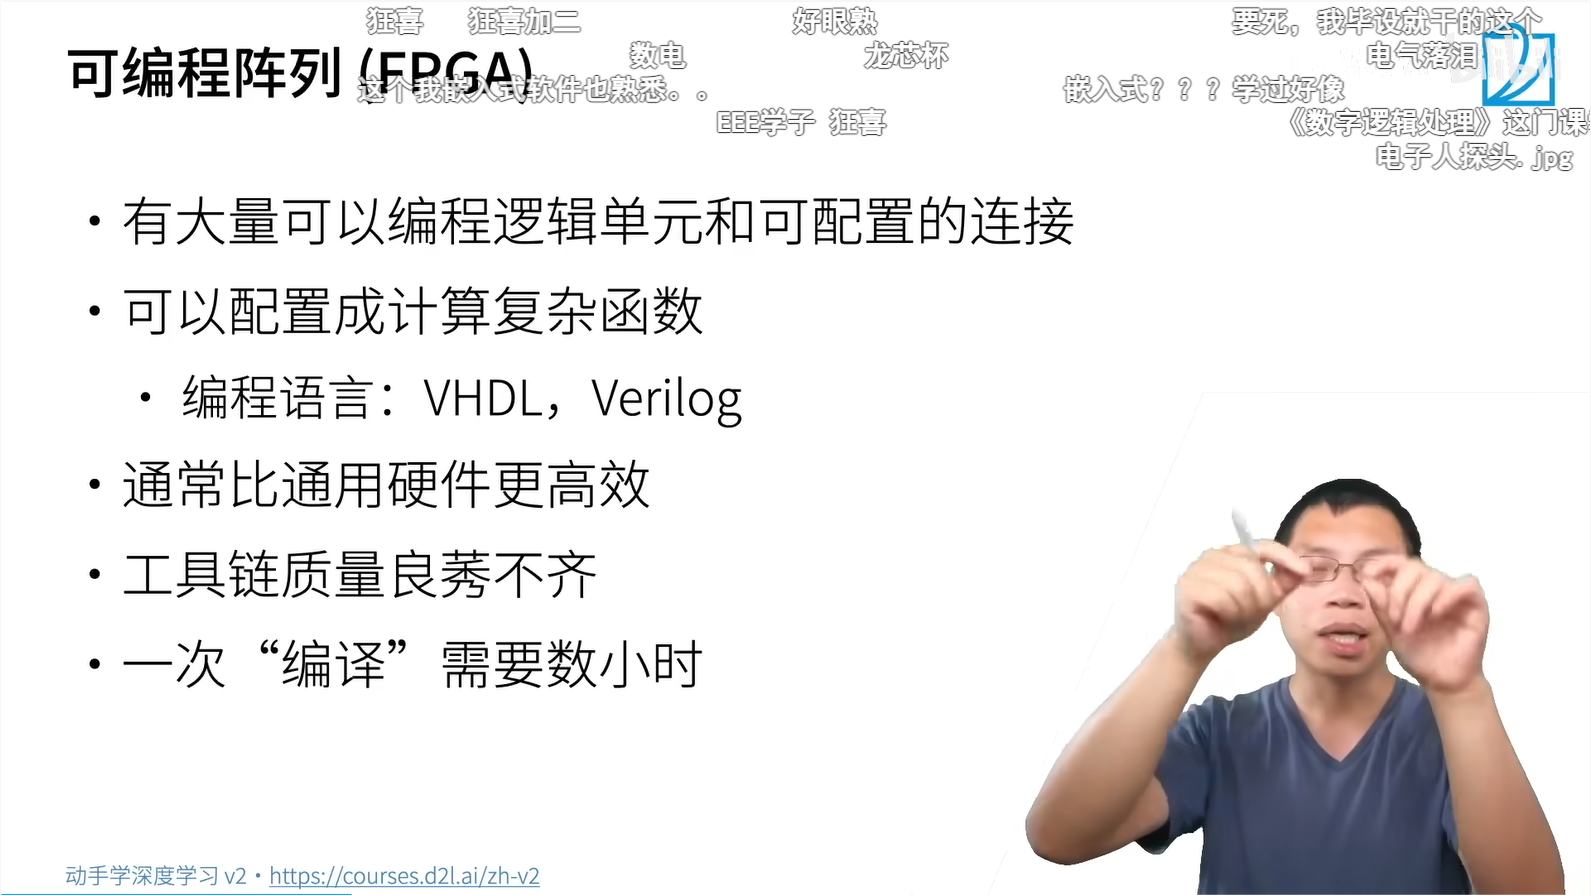 狂喜 狂喜加二 好眼熟 要死，我毕设就干的这个
数电 龙芯杯 电气落泪
可编程阵列 (FPGA)
这个我嵌入式软件也熟悉。。 嵌入式？？？学过好像
EEE学子 狂喜 《数字逻辑处理》这门课
电子人探头.jpg
• 有大量可以编程逻辑单元和可配置的连接
• 可以配置成计算复杂函数
• 编程语言：VHDL，Verilog
• 通常比通用硬件更高效
• 工具链质量良莠不齐
• 一次“编译”需要数小时
动手学深度学习 v2 • https://courses.d2l.ai/zh-v2